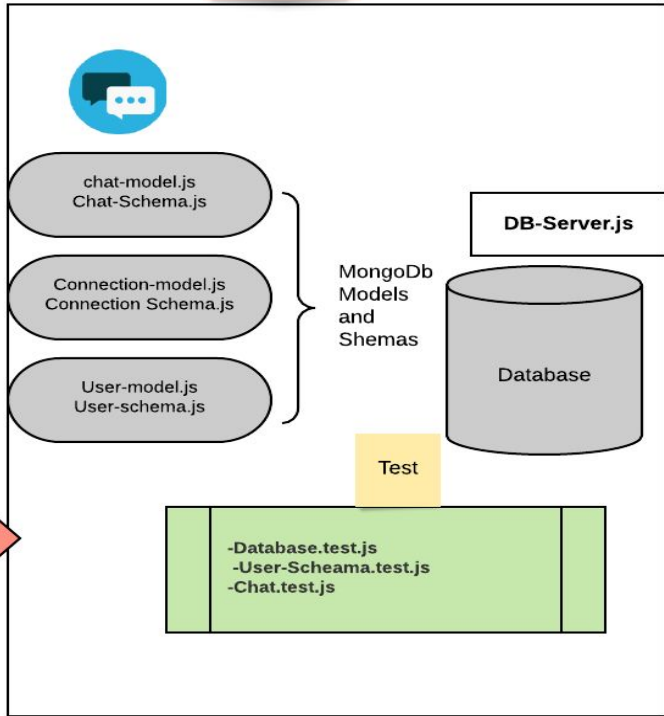 chat-model.js
Chat-Schema.js
Connection-model.js
Connection Schema.js
User-model.js
User-schema.js
MongoDb
Models
and
Shemas
DB-Server.js
Database
Test
-Database.test.js
-User-Scheama.test.js
-Chat.test.js